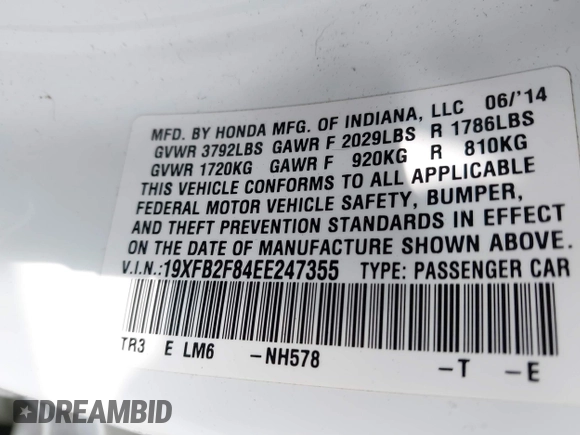 MFD. BY HONDA MFG. OF INDIANA, LLC 06/'14
GVWR 3792LBS GAWR F 2029LBS R 1786LBS
GVWR 1720KG GAWR F 920KG R 810KG
THIS VEHICLE CONFORMS TO ALL APPLICABLE
FEDERAL MOTOR VEHICLE SAFETY, BUMPER,
AND THEFT PREVENTION STANDARDS IN EFFECT
ON THE DATE OF MANUFACTURE SHOWN ABOVE.
V.I.N.:19XFB2F84EE247355 TYPE: PASSENGER CAR
TR3 E LM6 -NH578 -T -E
DREAMBID